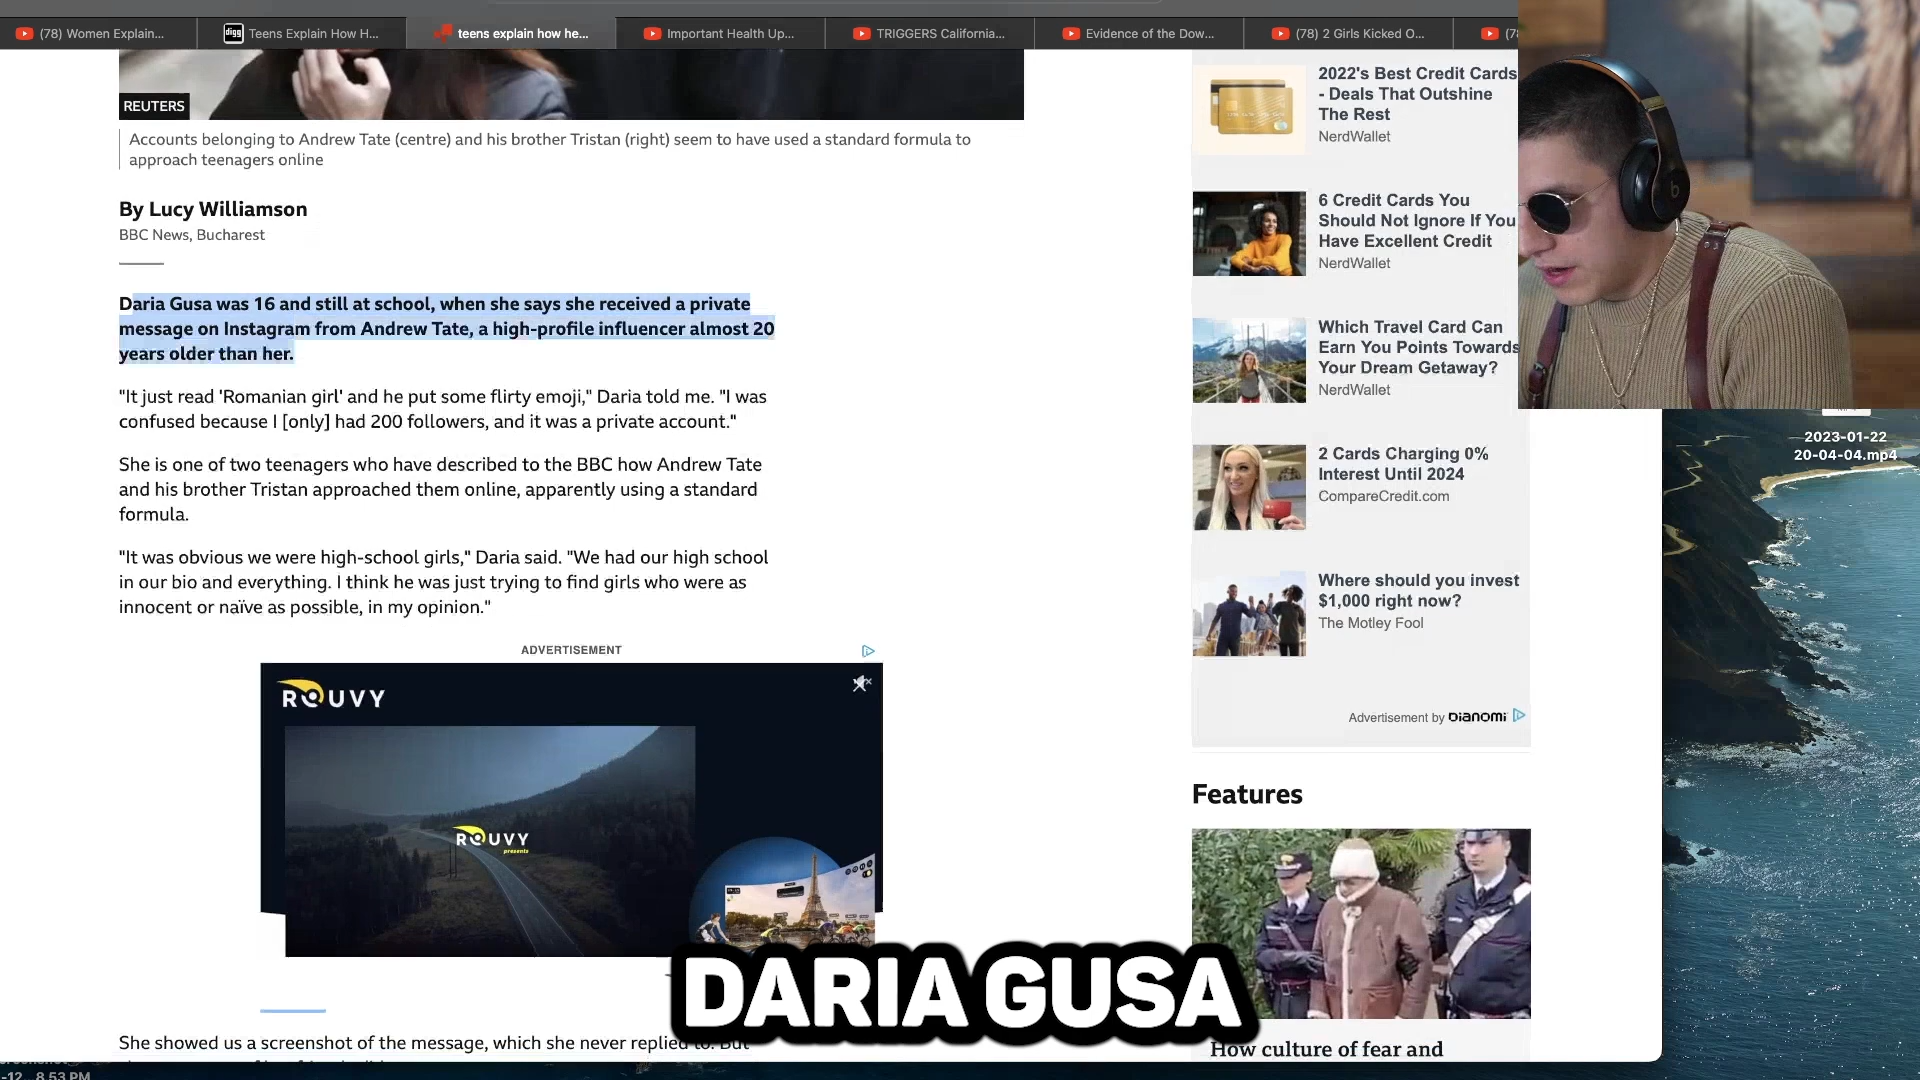 (78) Women Explain...
digg
Teens Explain How H...
teens explain how he...
Important Health Up...
TRIGGERS California...
Evidence of the Dow...
(78) 2 Girls Kicked O...
REUTERS
Accounts belonging to Andrew Tate (centre) and his brother Tristan (right) seem to have used a standard formula to
approach teenagers online
By Lucy Williamson
BBC News, Bucharest
Daria Gusa was 16 and still at school, when she says she received a private
message on Instagram from Andrew Tate, a high-profile influencer almost 20
years older than her.
"It just read 'Romanian girl' and he put some flirty emoji," Daria told me. "I was
confused because I [only] had 200 followers, and it was a private account."
She is one of two teenagers who have described to the BBC how Andrew Tate
and his brother Tristan approached them online, apparently using a standard
formula.
"It was obvious we were high-school girls," Daria said. "We had our high school
in our bio and everything. I think he was just trying to find girls who were as
innocent or naïve as possible, in my opinion."
ADVERTISEMENT
ROUVY
ROUVY
presents
She showed us a screenshot of the message, which she never replied to. But
DARIA GUSA
2022's Best Credit Cards
- Deals That Outshine
The Rest
NerdWallet
6 Credit Cards You
Should Not Ignore If You
Have Excellent Credit
NerdWallet
Which Travel Card Can
Earn You Points Towards
Your Dream Getaway?
NerdWallet
2 Cards Charging 0%
Interest Until 2024
CompareCredit.com
Where should you invest
$1,000 right now?
The Motley Fool
Advertisement by DIANOMI
Features
How culture of fear and
2023-01-22
20-04-04.mp4
-12... 8.53 PM